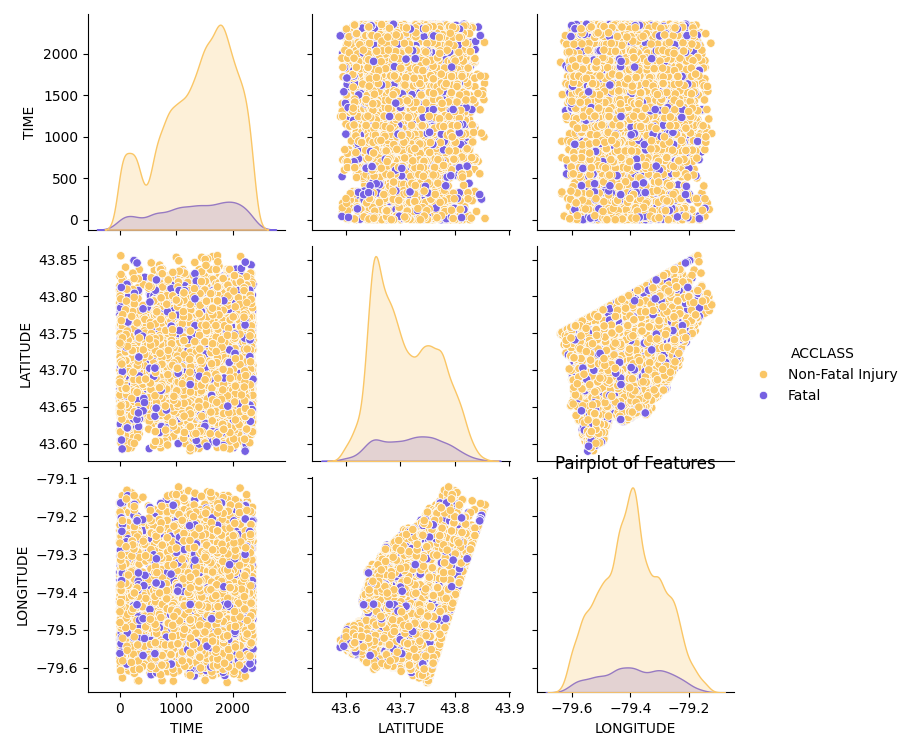 TIME
2000
1500
1000
500
0
LATITUDE
43.85
43.80
43.75
43.70
43.65
43.60
ACCLASS
Non-Fatal Injury
Fatal
Pairplot of Features
LONGITUDE
−79.1
−79.2
−79.3
−79.4
−79.5
−79.6
0 1000 2000
43.6 43.7 43.8 43.9
−79.6 −79.4 −79.2
TIME LATITUDE LONGITUDE